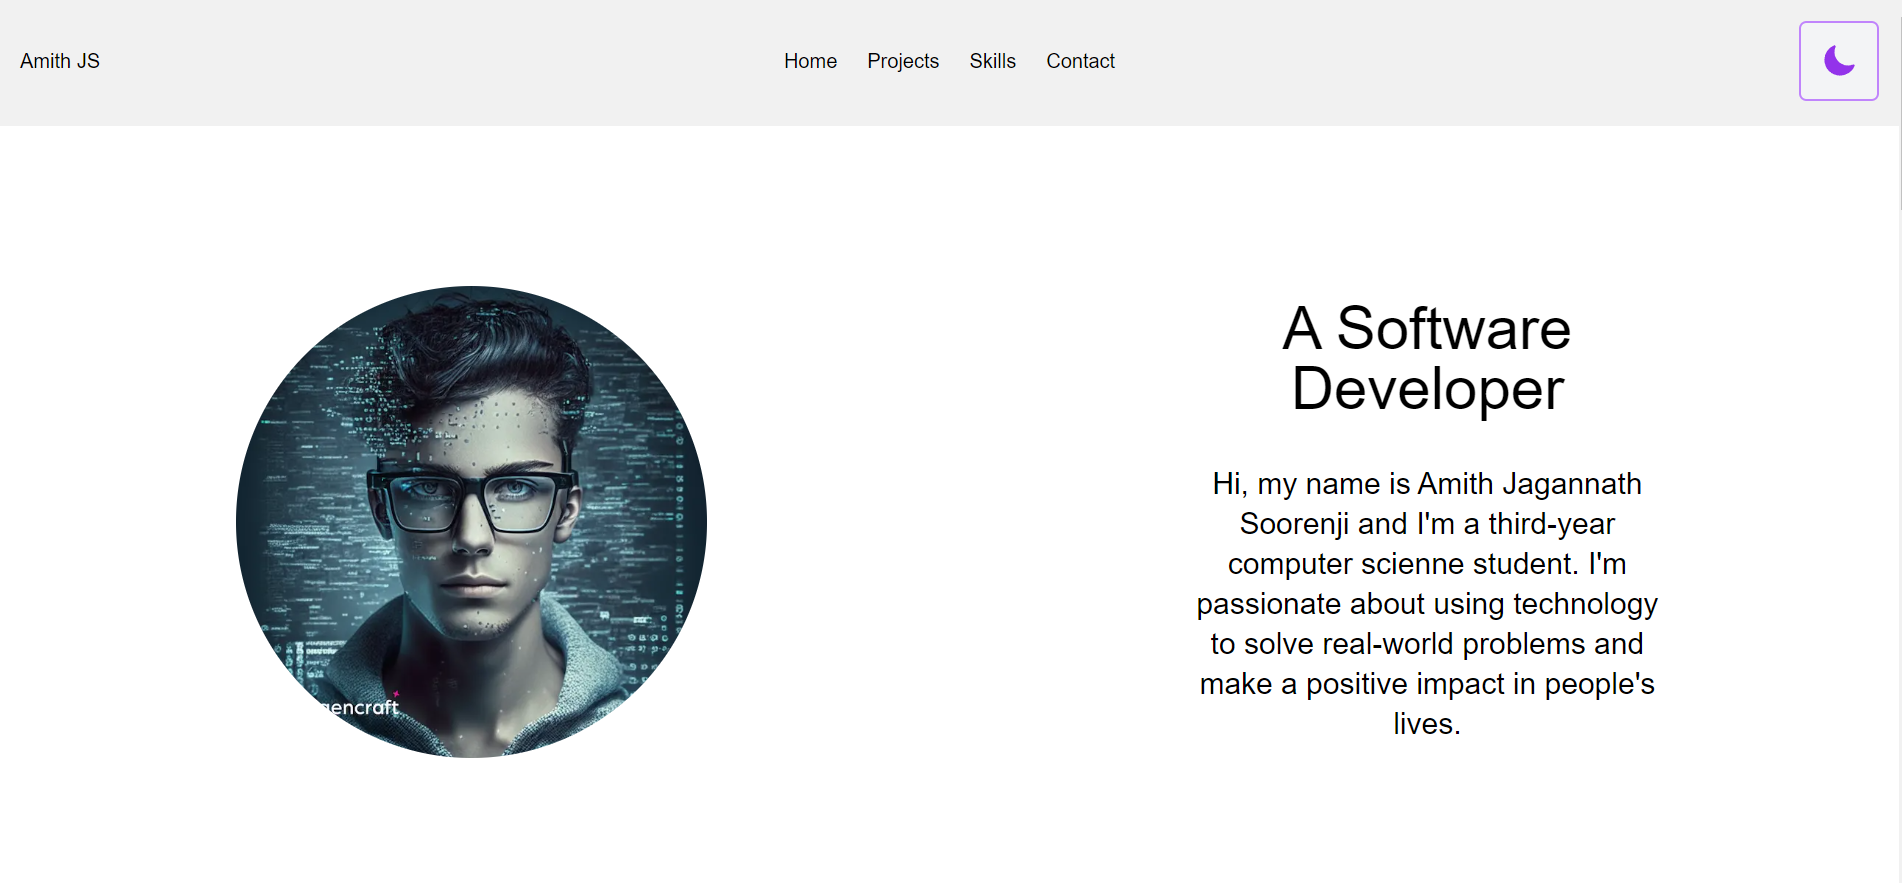 Amith JS
Home Projects Skills Contact
A Software
Developer
Hi, my name is Amith Jagannath
Soorenji and I'm a third-year
computer scienne student. I'm
passionate about using technology
to solve real-world problems and
make a positive impact in people's
lives.
gencraft